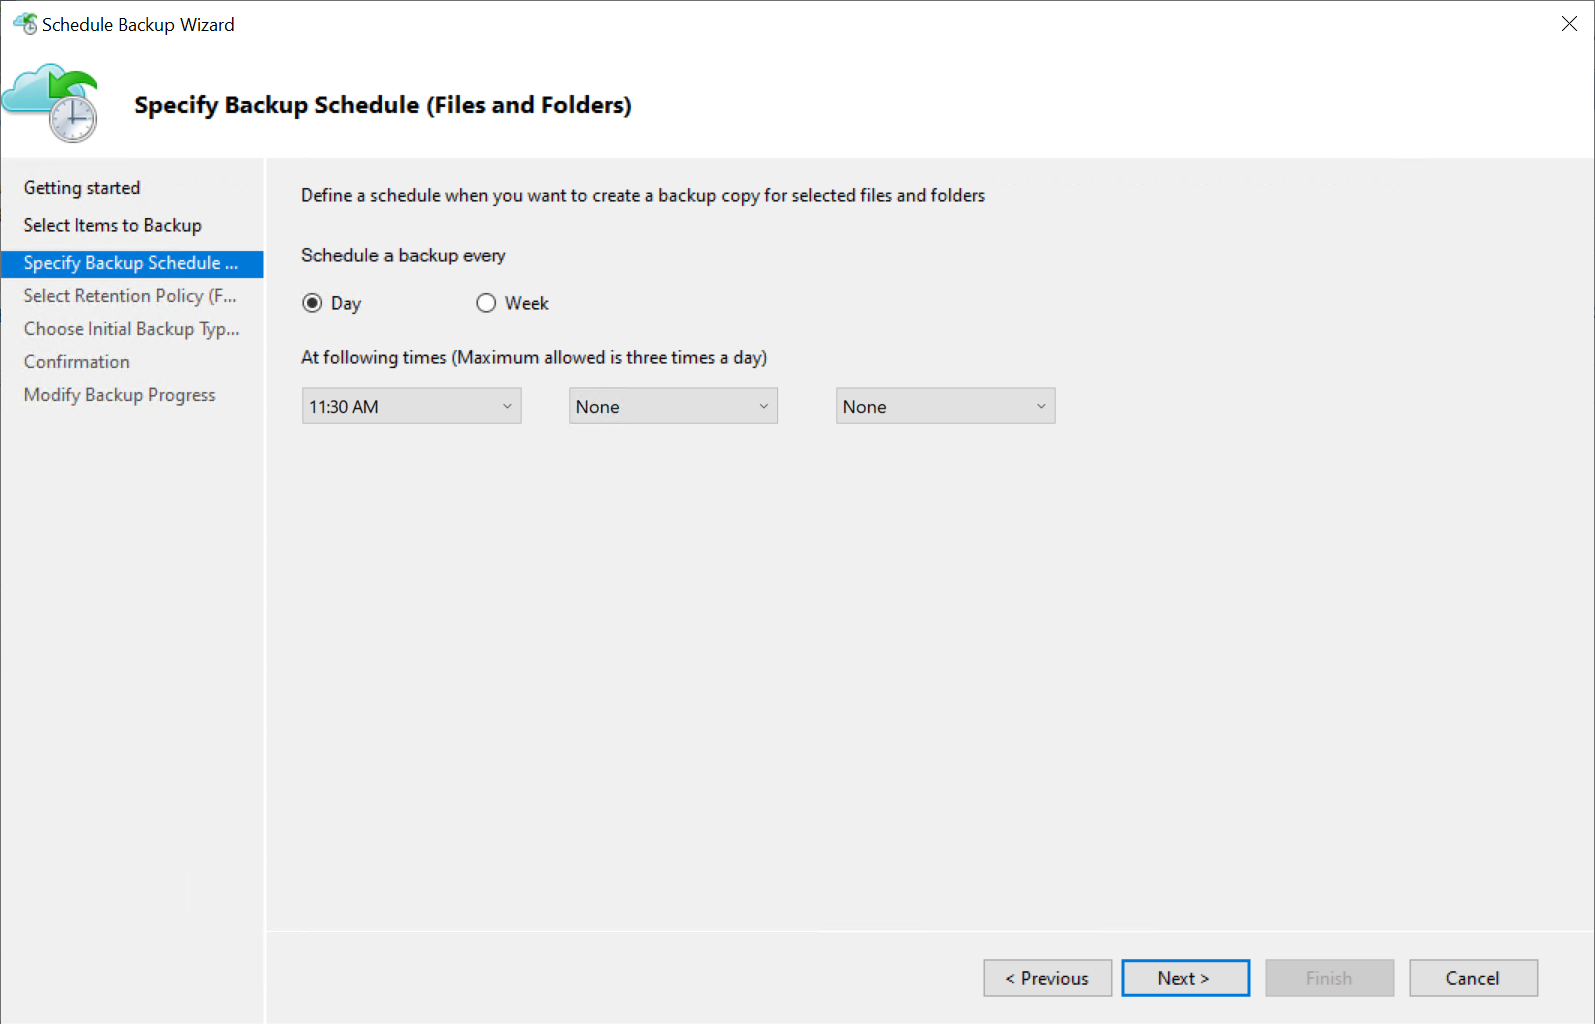 Schedule Backup Wizard
Specify Backup Schedule (Files and Folders)
Getting started
Select Items to Backup
Specify Backup Schedule ...
Select Retention Policy (F...
Choose Initial Backup Typ...
Confirmation
Modify Backup Progress
Define a schedule when you want to create a backup copy for selected files and folders
Schedule a backup every
Day Week
At following times (Maximum allowed is three times a day)
11:30 AM None None
< Previous Next > Finish Cancel